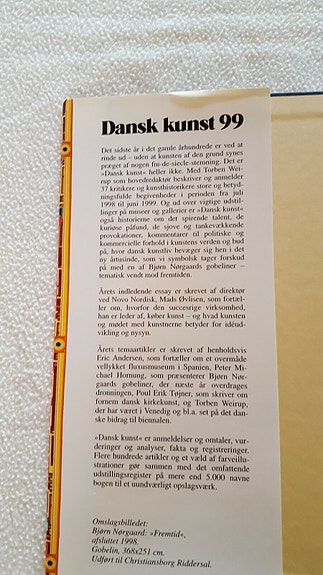 Dansk kunst 99
Det sidste år i det gamle århundrede er ved at
rinde ud – uden at kunsten af den grund synes
præget af nogen fin-de-siecle-stemning. Det er
»Dansk kunst« heller ikke. Med Torben Wei-
rup som hovedredaktør beskriver og anmelder
37 kritikere og kunsthistorikere store og betyd-
ningsfulde begivenheder i perioden fra juli
1998 til juni 1999. Og ud over vigtige udstil-
linger på museer og gallerier er »Dansk kunst«
også historierne om det spirende talent, de
kuriøse påfund, de sjove og tankevækkende
provokationer, kommentarer til politiske og
kommercielle forhold i kunstens verden og bud
på, hvor dansk kunstliv bevæger sig hen i det
ny årtusinde, som vi symbolsk tager forskud
på med en af Bjørn Nørgaards gobeliner –
tematisk vendt mod fremtiden.
Årets indledende essay er skrevet af direktør
ved Novo Nordisk, Mads Øvlisen, som fortæl-
ler om, hvorfor den succesrige virksomhed,
han er leder af, køber kunst – og hvad kunsten
og mødet med kunstnerne betyder for idéud-
vikling og nysyn.
Årets temaartikler er skrevet af henholdsvis
Eric Andersen, som fortæller om et overmåde
vellykket fluxusmuseum i Spanien, Peter Mi-
chael Hornung, som præsenterer Bjørn Nør-
gaards gobeliner, der næste år overdrages
dronningen, Poul Erik Tøjner, som skriver om
fornem dansk kirkekunst, og Torben Weirup,
der har været i Venedig og bl.a. set på det dan-
ske bidrag til biennalen.
»Dansk kunst« er anmeldelser og omtaler, vur-
deringer og analyser, fakta og registreringer.
Flere hundrede artikler og et væld af farveillu-
strationer gør sammen med det omfattende
udstillingsregister på mere end 5.000 navne
bogen til et uundværligt opslagsværk.
Omslagsbilledet:
Bjørn Nørgaard: »Fremtid«,
afsluttet 1998.
Gobelin, 368x251 cm.
Udført til Christiansborg Riddersal.